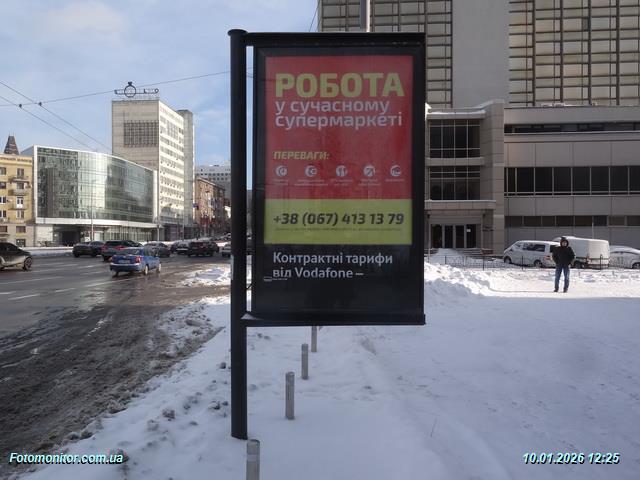 РОБОТА
у сучасному
супермаркеті
ПЕРЕВАГИ:
+38 (067) 413 13 79
Контрактні тарифи
від Vodafone –
Fotomonitor.com.ua
10.01.2026 12:25